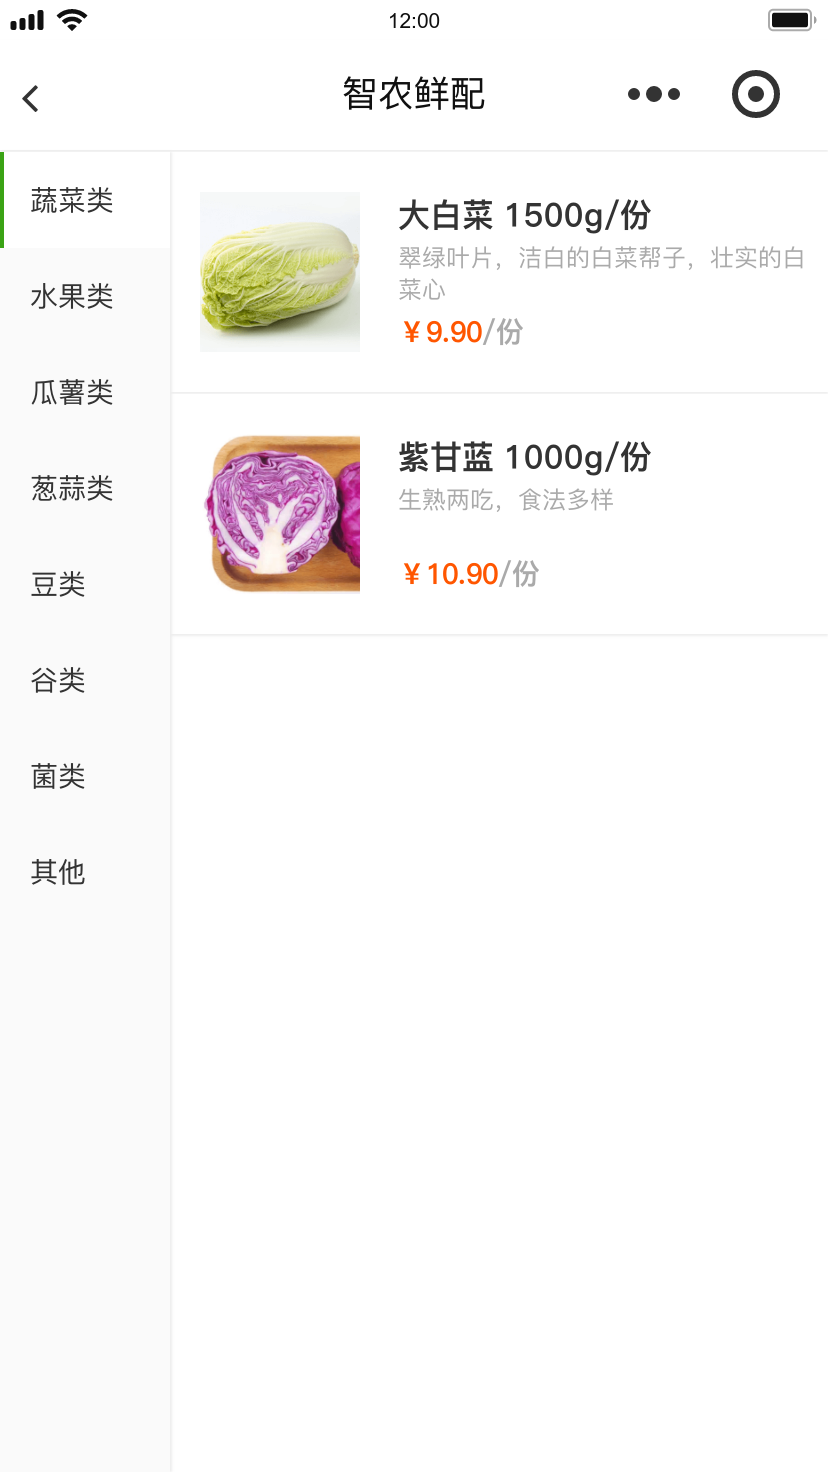 12:00
智农鲜配
蔬菜类
水果类
瓜薯类
葱蒜类
豆类
谷类
菌类
其他
大白菜 1500g/份
翠绿叶片，洁白的白菜帮子，壮实的白
菜心
￥9.90/份
紫甘蓝 1000g/份
生熟两吃，食法多样
￥10.90/份